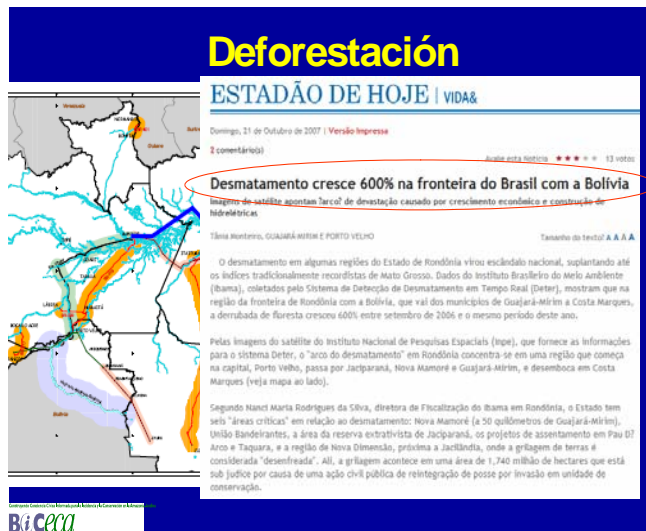 Deforestación
ESTADÃO DE HOJE | VIDA&
Domingo, 21 de Outubro de 2007 | Versão Impressa
2 comentário(s)
Avalie esta Notícia 13 votos
Desmatamento cresce 600% na fronteira do Brasil com a Bolívia
Imagens de satélite apontam ?arco? de devastação causado por crescimento econômico e construção de
hidrelétricas
Tânia Monteiro, GUAJARÁ-MIRIM E PORTO VELHO
Tamanho do texto? A A A A
O desmatamento em algumas regiões do Estado de Rondônia virou escândalo nacional, suplantando até
os índices tradicionalmente recordistas de Mato Grosso. Dados do Instituto Brasileiro do Meio Ambiente
(Ibama), coletados pelo Sistema de Detecção de Desmatamento em Tempo Real (Deter), mostram que na
região da fronteira de Rondônia com a Bolívia, que vai dos municípios de Guajará-Mirim a Costa Marques,
a derrubada de floresta cresceu 600% entre setembro de 2006 e o mesmo período deste ano.
Pelas imagens do satélite do Instituto Nacional de Pesquisas Espaciais (Inpe), que fornece as informações
para o sistema Deter, o "arco do desmatamento" em Rondônia concentra-se em uma região que começa
na capital, Porto Velho, passa por Jaciparaná, Nova Mamoré e Guajará-Mirim, e desemboca em Costa
Marques (veja mapa ao lado).
Segundo Nanci Maria Rodrigues da Silva, diretora de Fiscalização do Ibama em Rondônia, o Estado tem
seis "áreas críticas" em relação ao desmatamento: Nova Mamoré (a 50 quilômetros de Guajará-Mirim),
União Bandeirantes, a área da reserva extrativista de Jaciparaná, os projetos de assentamento em Pau D?
Arco e Taquara, e a região de Nova Dimensão, próxima a Jacilândia, onde a grilagem de terras é
considerada "desenfreada". Ali, a grilagem acontece em uma área de 1,740 milhão de hectares que está
sub judice por causa de uma ação civil pública de reintegração de posse por invasão em unidade de
conservação.
Venezuela
Bolivia
BiCeca